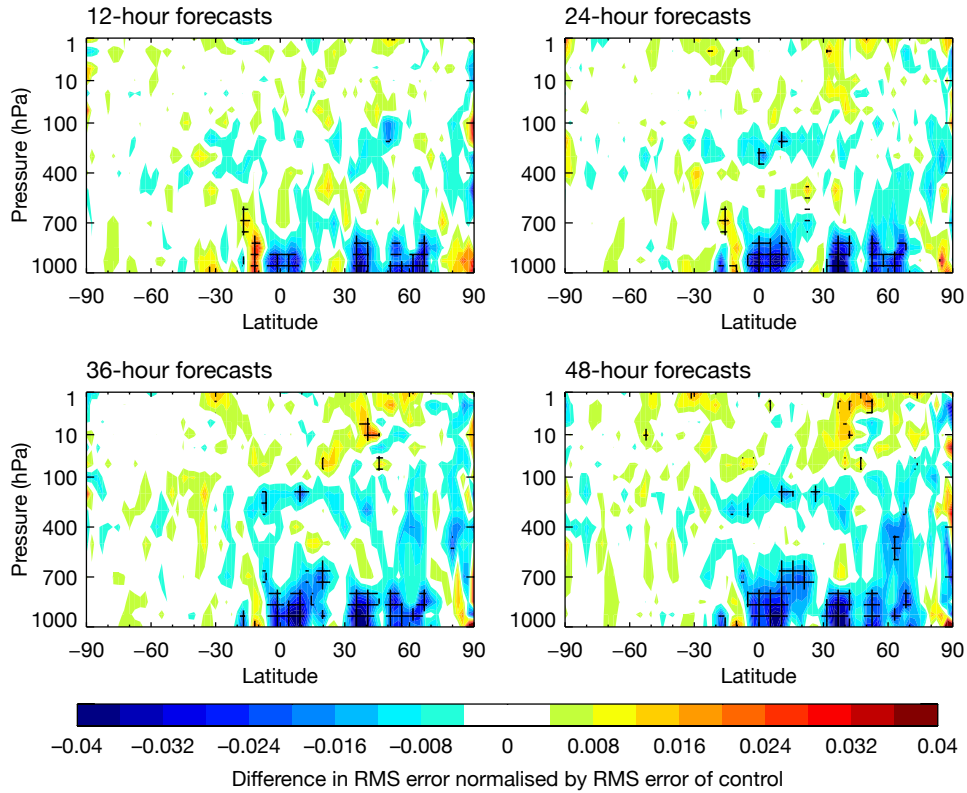 12-hour forecasts
24-hour forecasts
Pressure (hPa)
1
10
100
400
700
1000
1
10
100
400
700
1000
−90 −60 −30 0 30 60 90
−90 −60 −30 0 30 60 90
Latitude
Latitude
36-hour forecasts
48-hour forecasts
Pressure (hPa)
1
10
100
400
700
1000
1
10
100
400
700
1000
−90 −60 −30 0 30 60 90
−90 −60 −30 0 30 60 90
Latitude
Latitude
−0.04 −0.032 −0.024 −0.016 −0.008 0 0.008 0.016 0.024 0.032 0.04
Difference in RMS error normalised by RMS error of control